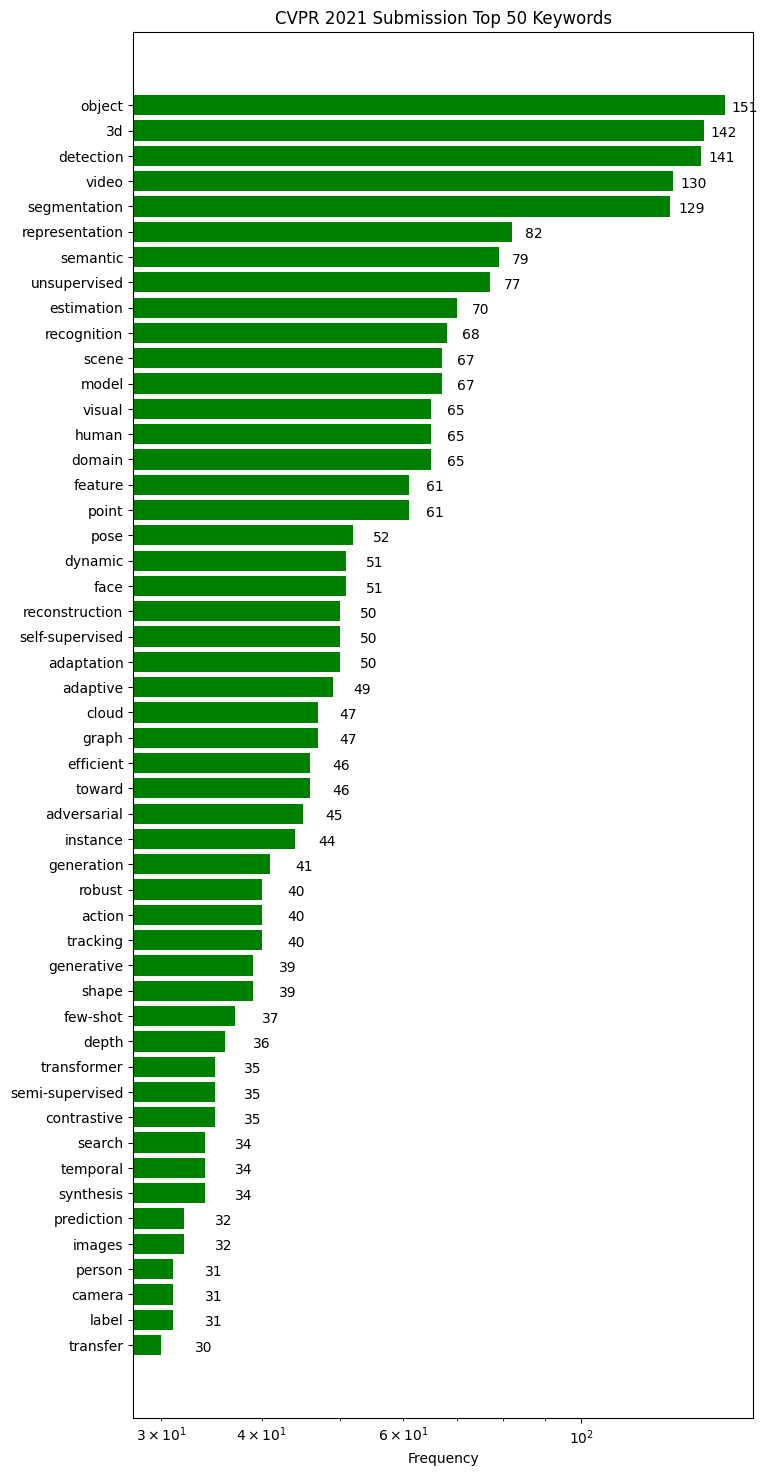 CVPR 2021 Submission Top 50 Keywords
object 151
3d 142
detection 141
video 130
segmentation 129
representation 82
semantic 79
unsupervised 77
estimation 70
recognition 68
scene 67
model 67
visual 65
human 65
domain 65
feature 61
point 61
pose 52
dynamic 51
face 51
reconstruction 50
self-supervised 50
adaptation 50
adaptive 49
cloud 47
graph 47
efficient 46
toward 46
adversarial 45
instance 44
generation 41
robust 40
action 40
tracking 40
generative 39
shape 39
few-shot 37
depth 36
transformer 35
semi-supervised 35
contrastive 35
search 34
temporal 34
synthesis 34
prediction 32
images 32
person 31
camera 31
label 31
transfer 30
3 × 10¹ 4 × 10¹ 6 × 10¹ 10²
Frequency